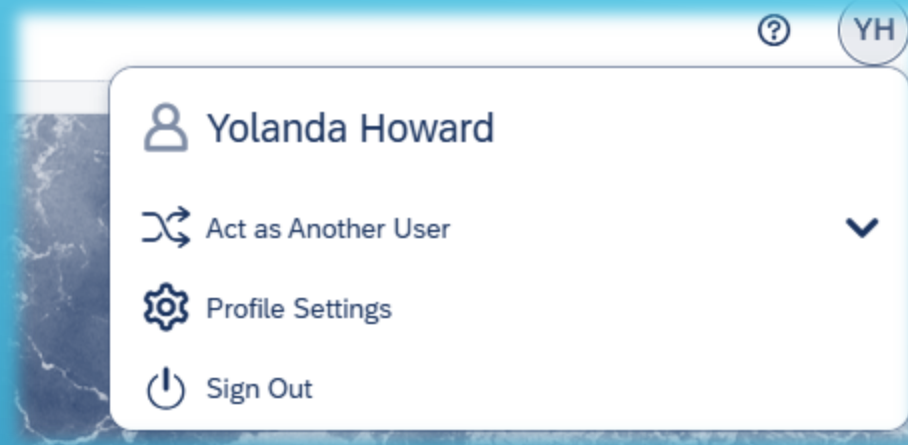 ? YH
Yolanda Howard
Act as Another User
Profile Settings
Sign Out